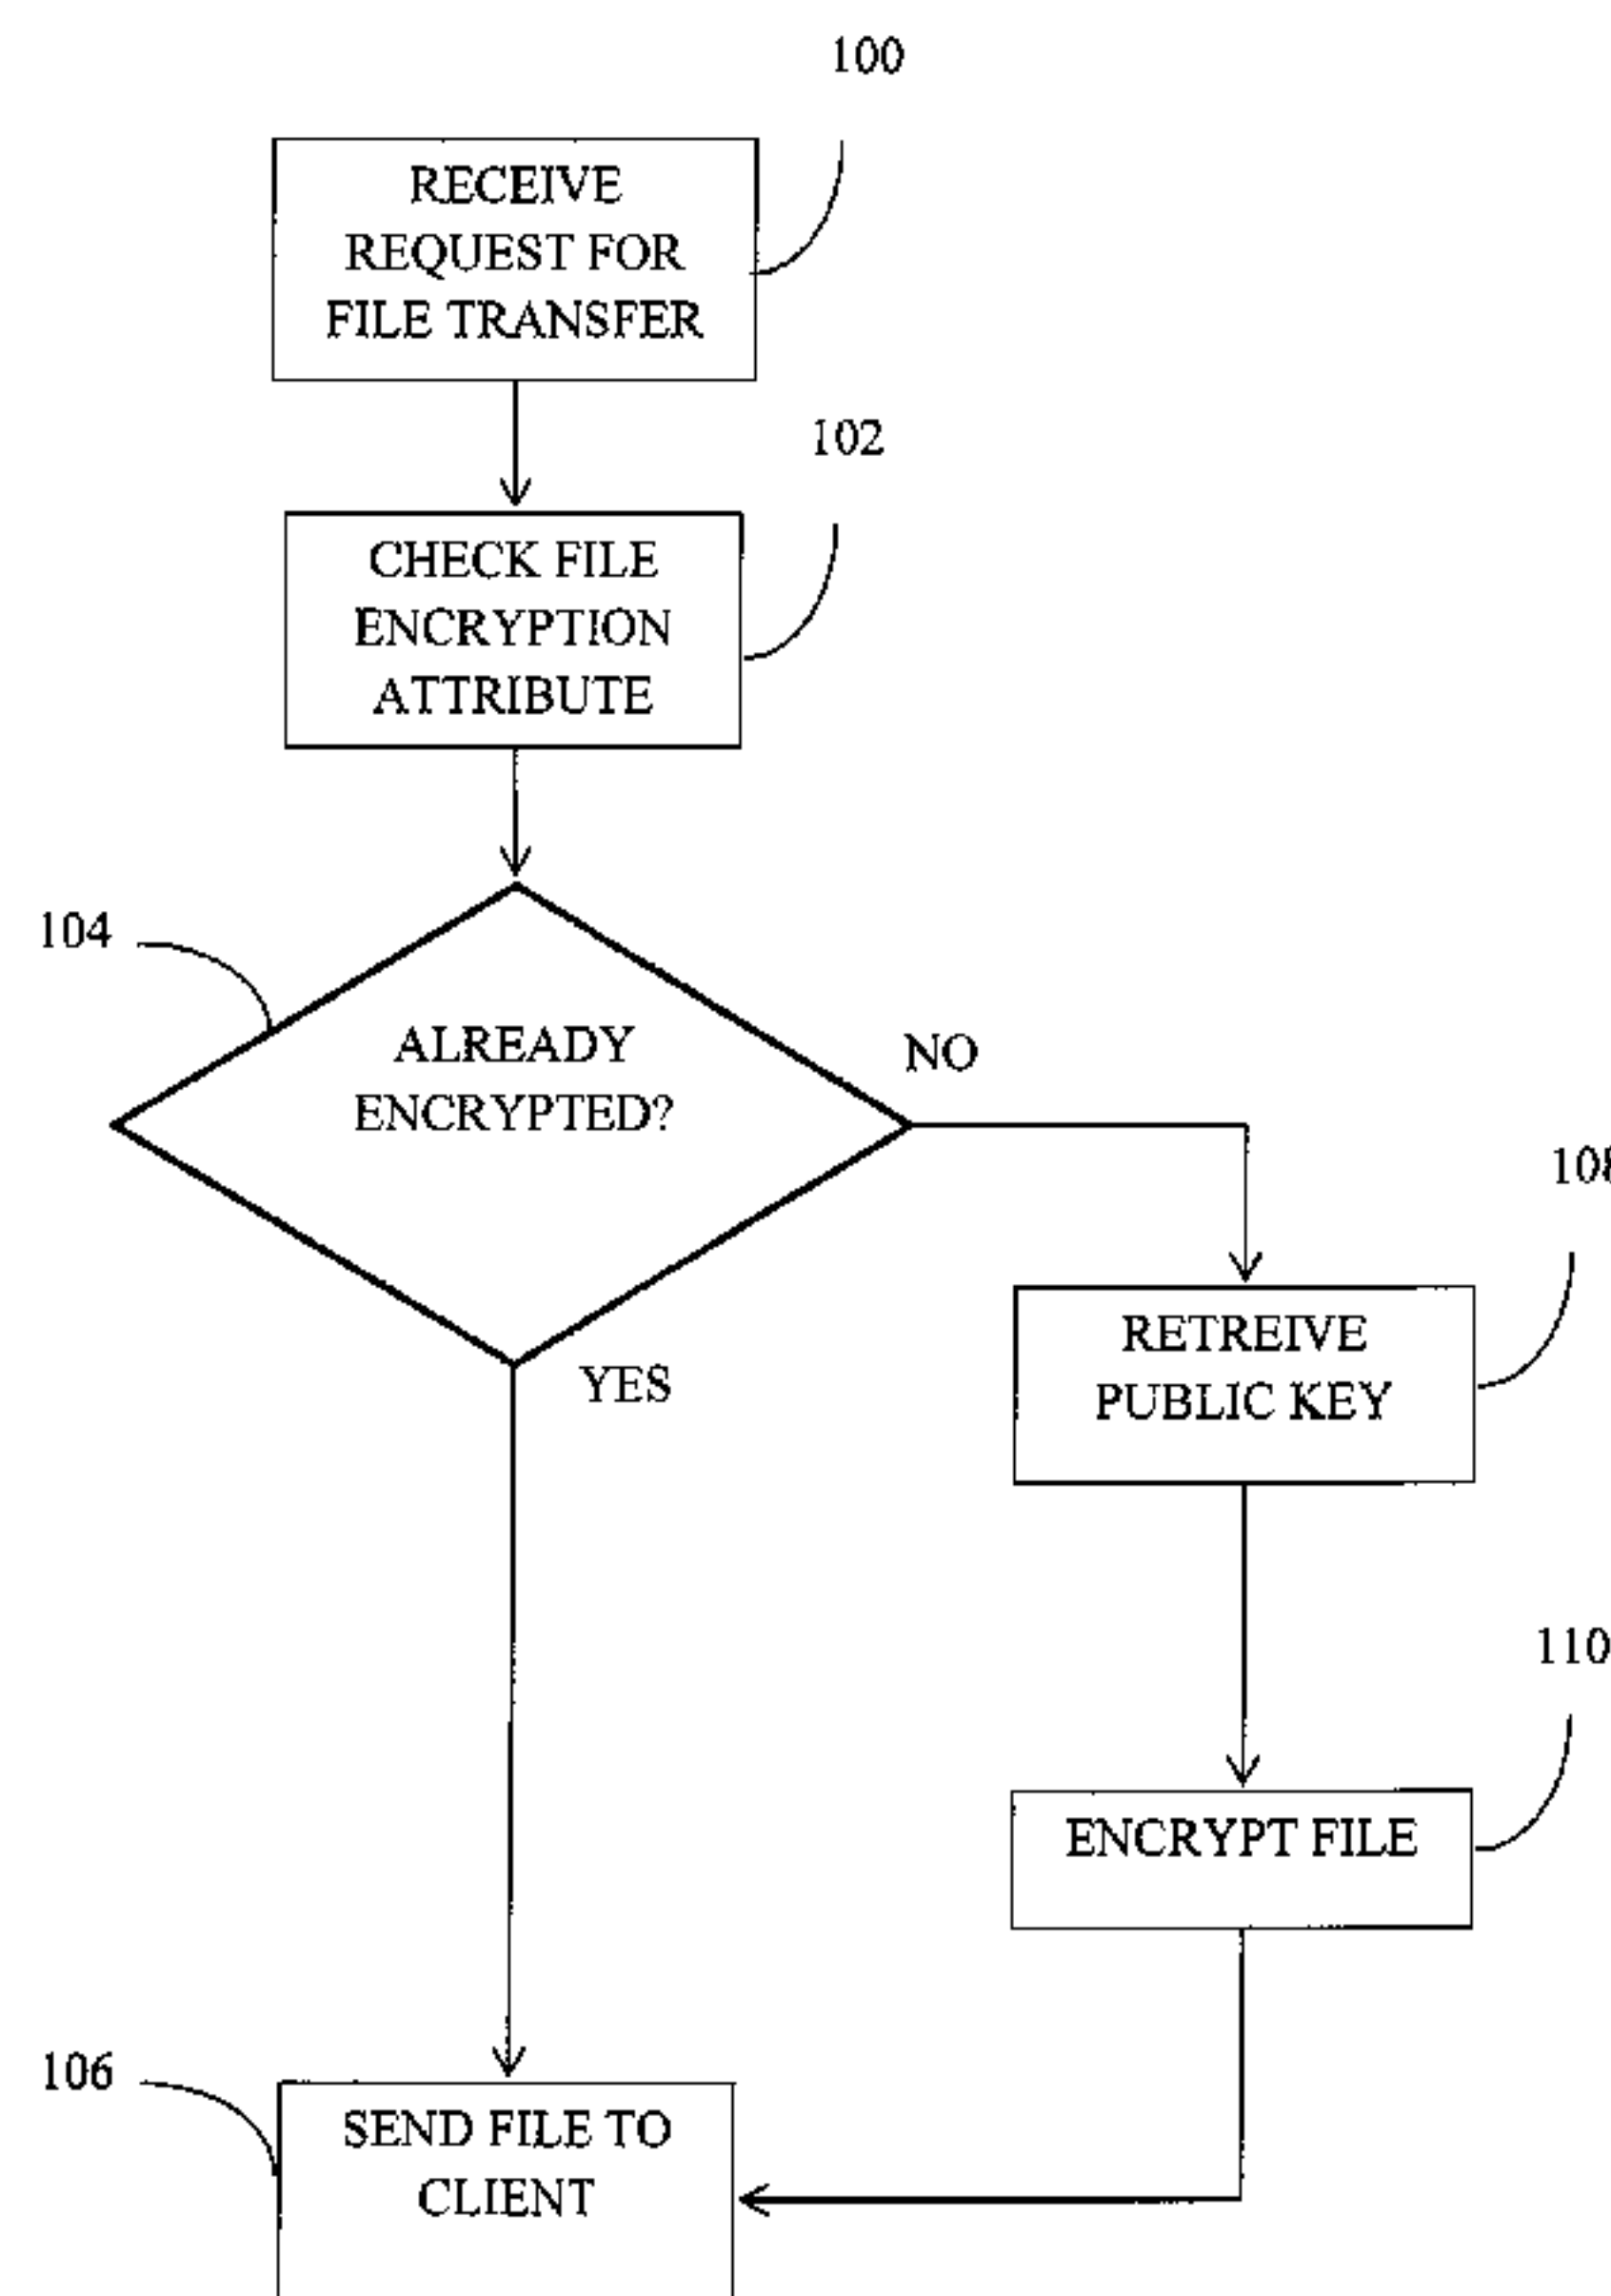 100
RECEIVE
REQUEST FOR
FILE TRANSFER
102
CHECK FILE
ENCRYPTION
ATTRIBUTE
104
ALREADY
ENCRYPTED?
NO
YES
108
RETREIVE
PUBLIC KEY
110
ENCRYPT FILE
106
SEND FILE TO
CLIENT